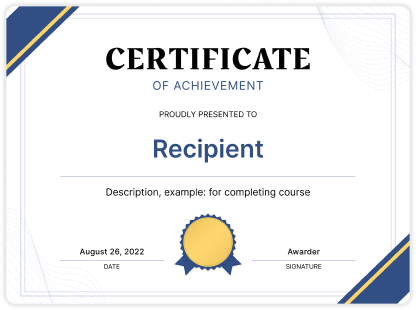 CERTIFICATE
OF ACHIEVEMENT
PROUDLY PRESENTED TO
Recipient
Description, example: for completing course
August 26, 2022
DATE
Awarder
SIGNATURE